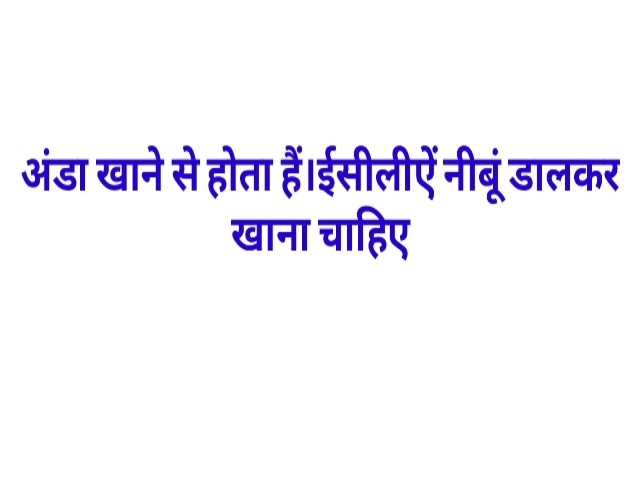 अंडा खाने से होता हैं।ईसीलीऐं नीबूं डालकर
खाना चाहिए